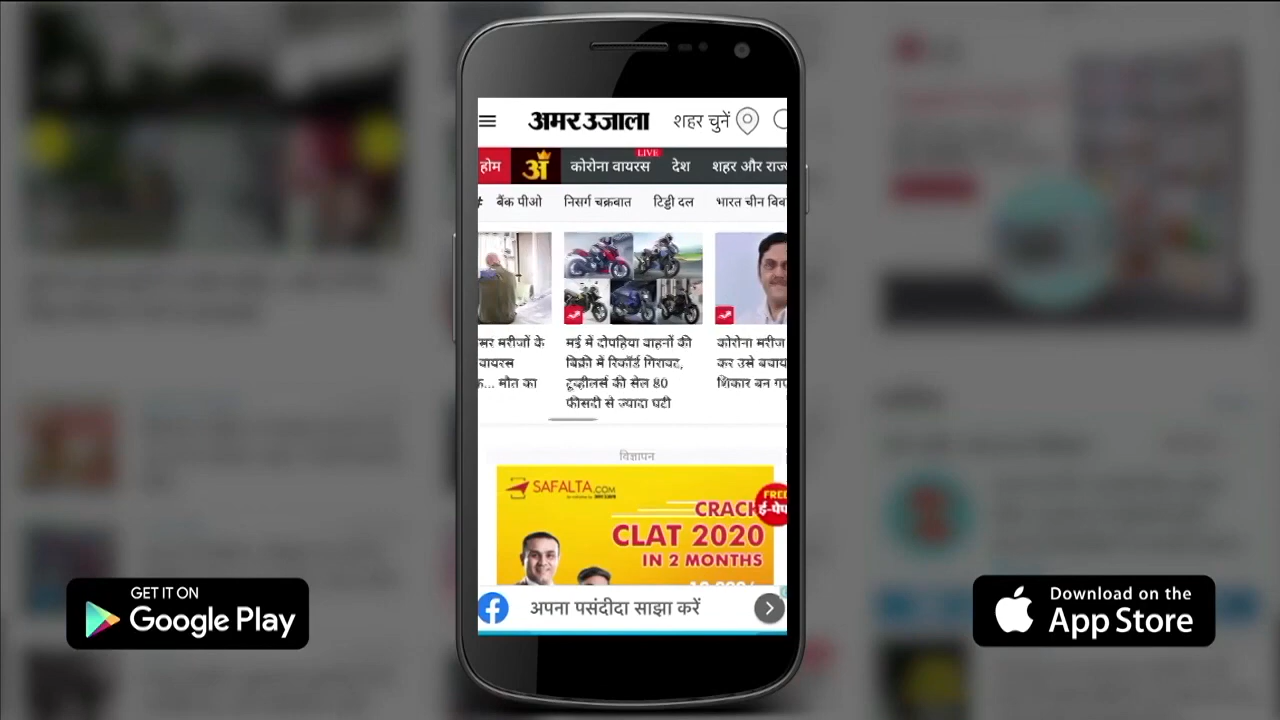 अमर उजाला
शहर चुनें
होम
अ
कोरोना वायरस
LIVE
देश
शहर और राज्
#
बैंक पीओ
निसर्ग चक्रवात
टिड्डी दल
भारत चीन विवा
मरीजों के
वायरस
मौत का
मई में दोपहिया वाहनों की
बिक्री में रिकॉर्ड गिरावट,
टूव्हीलर्स की सेल 80
फीसदी से ज्यादा घटी
कोरोना मरीज
कर उसे बचाय
शिकार बन गए
विज्ञापन
SAFALTA.COM
CRACK
CLAT 2020
IN 2 MONTHS
FREE
ई-पेप
अपना पसंदीदा साझा करें
GET IT ON
Google Play
Download on the
App Store